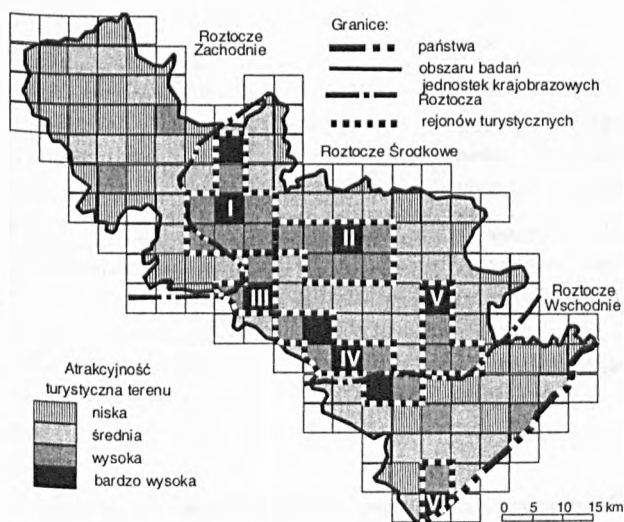 Roztocze
Zachodnie
Granice:
państwa
obszaru badań
jednostek krajobrazowych
Roztocza
rejonów turystycznych
Roztocze Środkowe
I
II
III
IV
V
VI
Roztocze
Wschodnie
Atrakcyjność
turystyczna terenu
niska
średnia
wysoka
bardzo wysoka
0 5 10 15 km